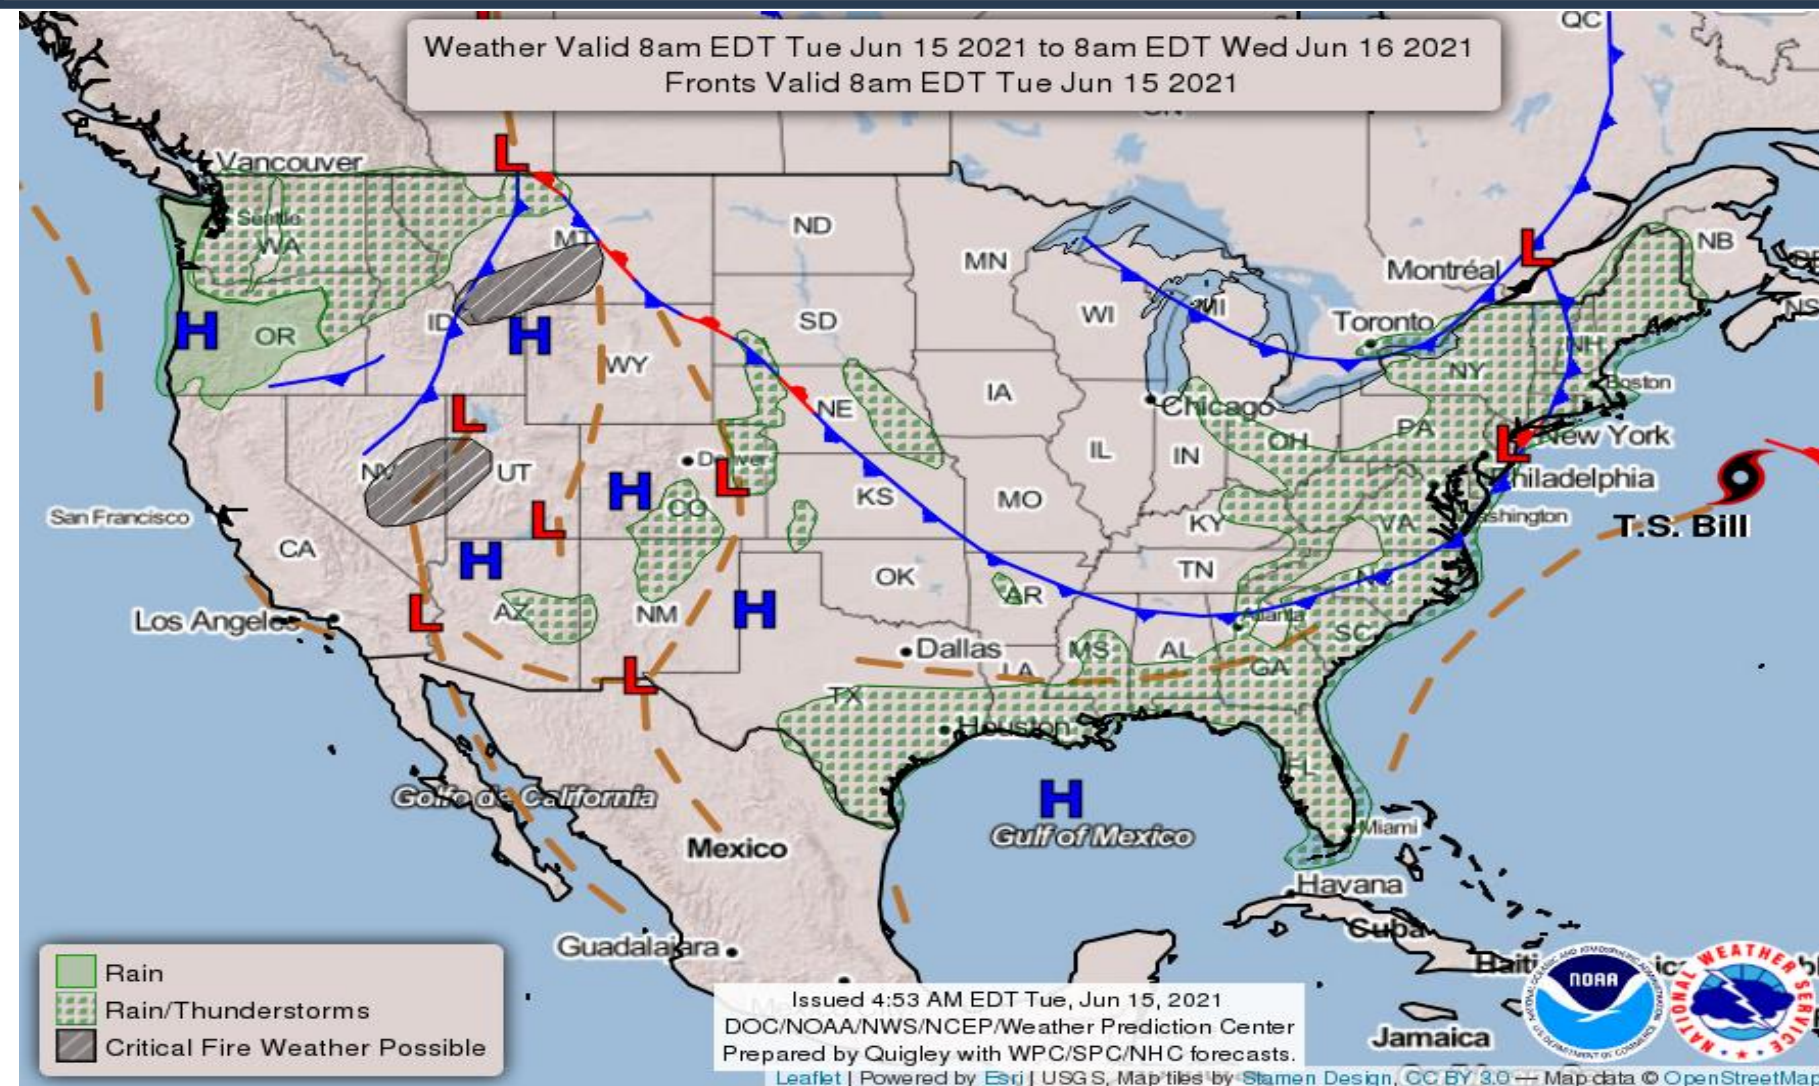 Weather Valid 8am EDT Tue Jun 15 2021 to 8am EDT Wed Jun 16 2021
Fronts Valid 8am EDT Tue Jun 15 2021
QC
L
Vancouver
Seattle
WA
MT
ND
MN
NB
Montréal
L
NS
H
OR
ID
H
WY
SD
WI
MI
Toronto
NH
NY
Boston
L
NE
IA
Chicago
PA
OH
L
New York
NV
UT
Denver
L
IL
IN
Philadelphia
San Francisco
H
CO
KS
MO
KY
VA
T.S. Bill
CA
L
H
OK
TN
NC
Los Angeles
L
AZ
NM
H
AR
Atlanta
SC
Dallas
LA
MS
AL
GA
L
TX
Houston
FL
Golfo de California
H
Gulf of Mexico
Miami
Mexico
Havana
Cuba
Guadalajara
Haiti
Jamaica
Rain
Rain/Thunderstorms
Critical Fire Weather Possible
Issued 4:53 AM EDT Tue, Jun 15, 2021
DOC/NOAA/NWS/NCEP/Weather Prediction Center
Prepared by Quigley with WPC/SPC/NHC forecasts.
NOAA
NATIONAL WEATHER SERVICE
Leaflet | Powered by Esri | USGS, Map tiles by Stamen Design, CC BY 3.0 — Map data © OpenStreetMap